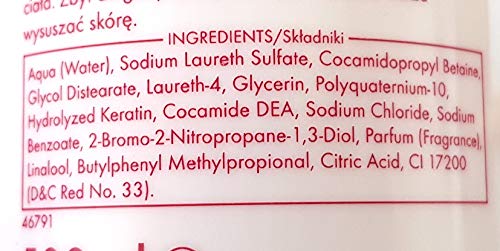 wysuszać skórę.
INGREDIENTS/Składniki
Aqua (Water), Sodium Laureth Sulfate, Cocamidopropyl Betaine,
Glycol Distearate, Laureth-4, Glycerin, Polyquaternium-10,
Hydrolyzed Keratin, Cocamide DEA, Sodium Chloride, Sodium
Benzoate, 2-Bromo-2-Nitropropane-1,3-Diol, Parfum (Fragrance),
Linalool, Butylphenyl Methylpropional, Citric Acid, CI 17200
(D&C Red No. 33).
46791